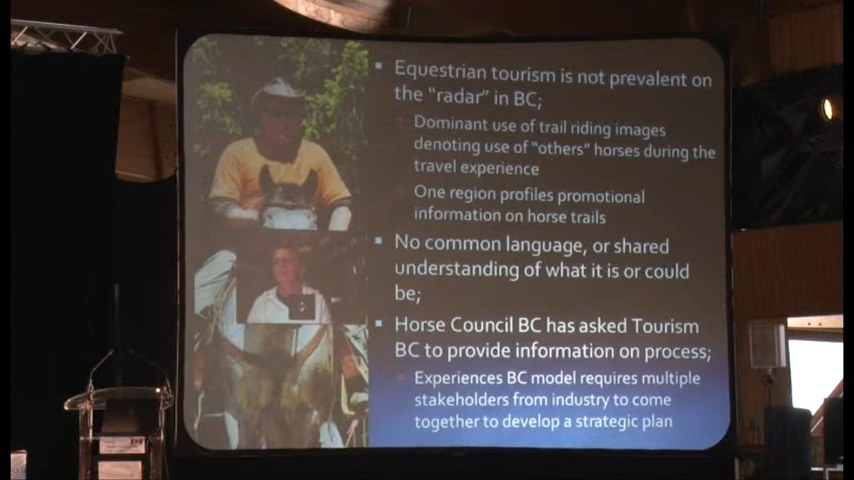 Equestrian tourism is not prevalent on
the "radar" in BC;
Dominant use of trail riding images
denoting use of "others" horses during the
travel experience
One region profiles promotional
information on horse trails
No common language, or shared
understanding of what it is or could
be;
Horse Council BC has asked Tourism
BC to provide information on process;
Experiences BC model requires multiple
stakeholders from industry to come
together to develop a strategic plan